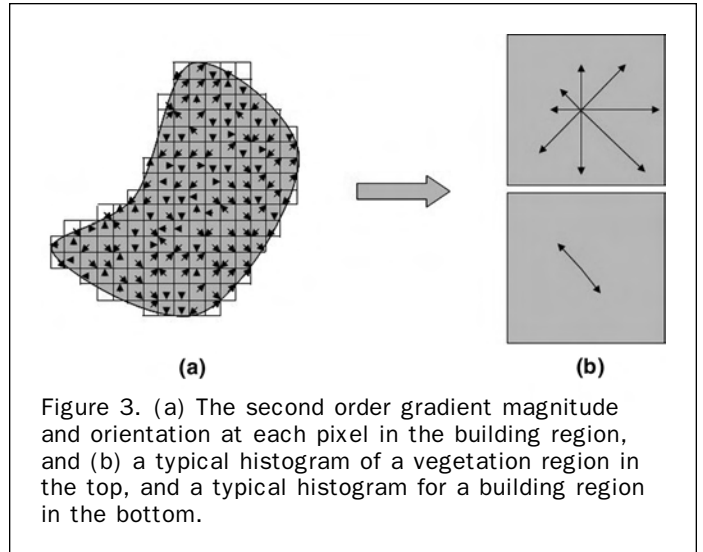 (a)
(b)
Figure 3. (a) The second order gradient magnitude
and orientation at each pixel in the building region,
and (b) a typical histogram of a vegetation region in
the top, and a typical histogram for a building region
in the bottom.